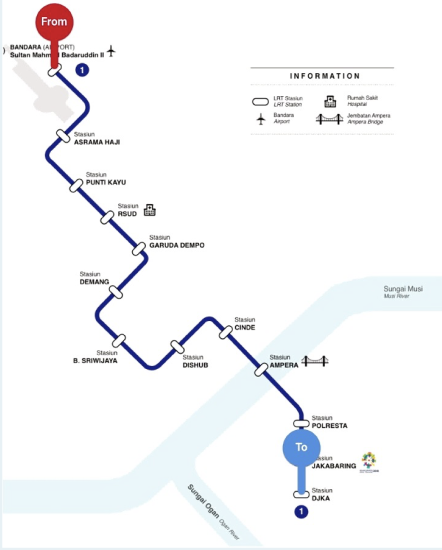 From
BANDARA (AIRPORT)
Sultan Mahmud Badaruddin II
1
INFORMATION
LRT Stasiun
LRT Station
Rumah Sakit
Hospital
Bandara
Airport
Jembatan Ampera
Ampera Bridge
Stasiun
ASRAMA HAJI
Stasiun
PUNTI KAYU
Stasiun
RSUD
Stasiun
GARUDA DEMPO
Stasiun
DEMANG
Sungai Musi
Musi River
Stasiun
CINDE
Stasiun
B. SRIWIJAYA
Stasiun
DISHUB
Stasiun
AMPERA
Stasiun
POLRESTA
To
Stasiun
JAKABARING
Stasiun
DJKA
1
Sungai Ogan
Ogan River